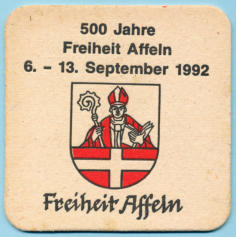 500 Jahre
Freiheit Affeln
6. – 13. September 1992
Freiheit Affeln